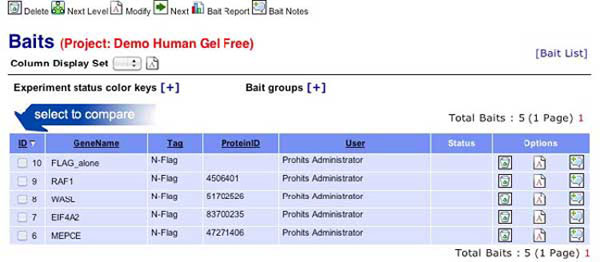 Delete Next Level Modify Next Bait Report Bait Notes
Baits (Project: Demo Human Gel Free)
[Bait List]
Column Display Set
Experiment status color keys [+] Bait groups [+]
select to compare
Total Baits : 5 (1 Page) 1
ID GeneName Tag ProteinID User Status Options
10 FLAG_alone N-Flag Prohits Administrator
9 RAF1 N-Flag 4506401 Prohits Administrator
8 WASL N-Flag 51702526 Prohits Administrator
7 EIF4A2 N-Flag 83700235 Prohits Administrator
6 MEPCE N-Flag 47271406 Prohits Administrator
Total Baits : 5 (1 Page) 1